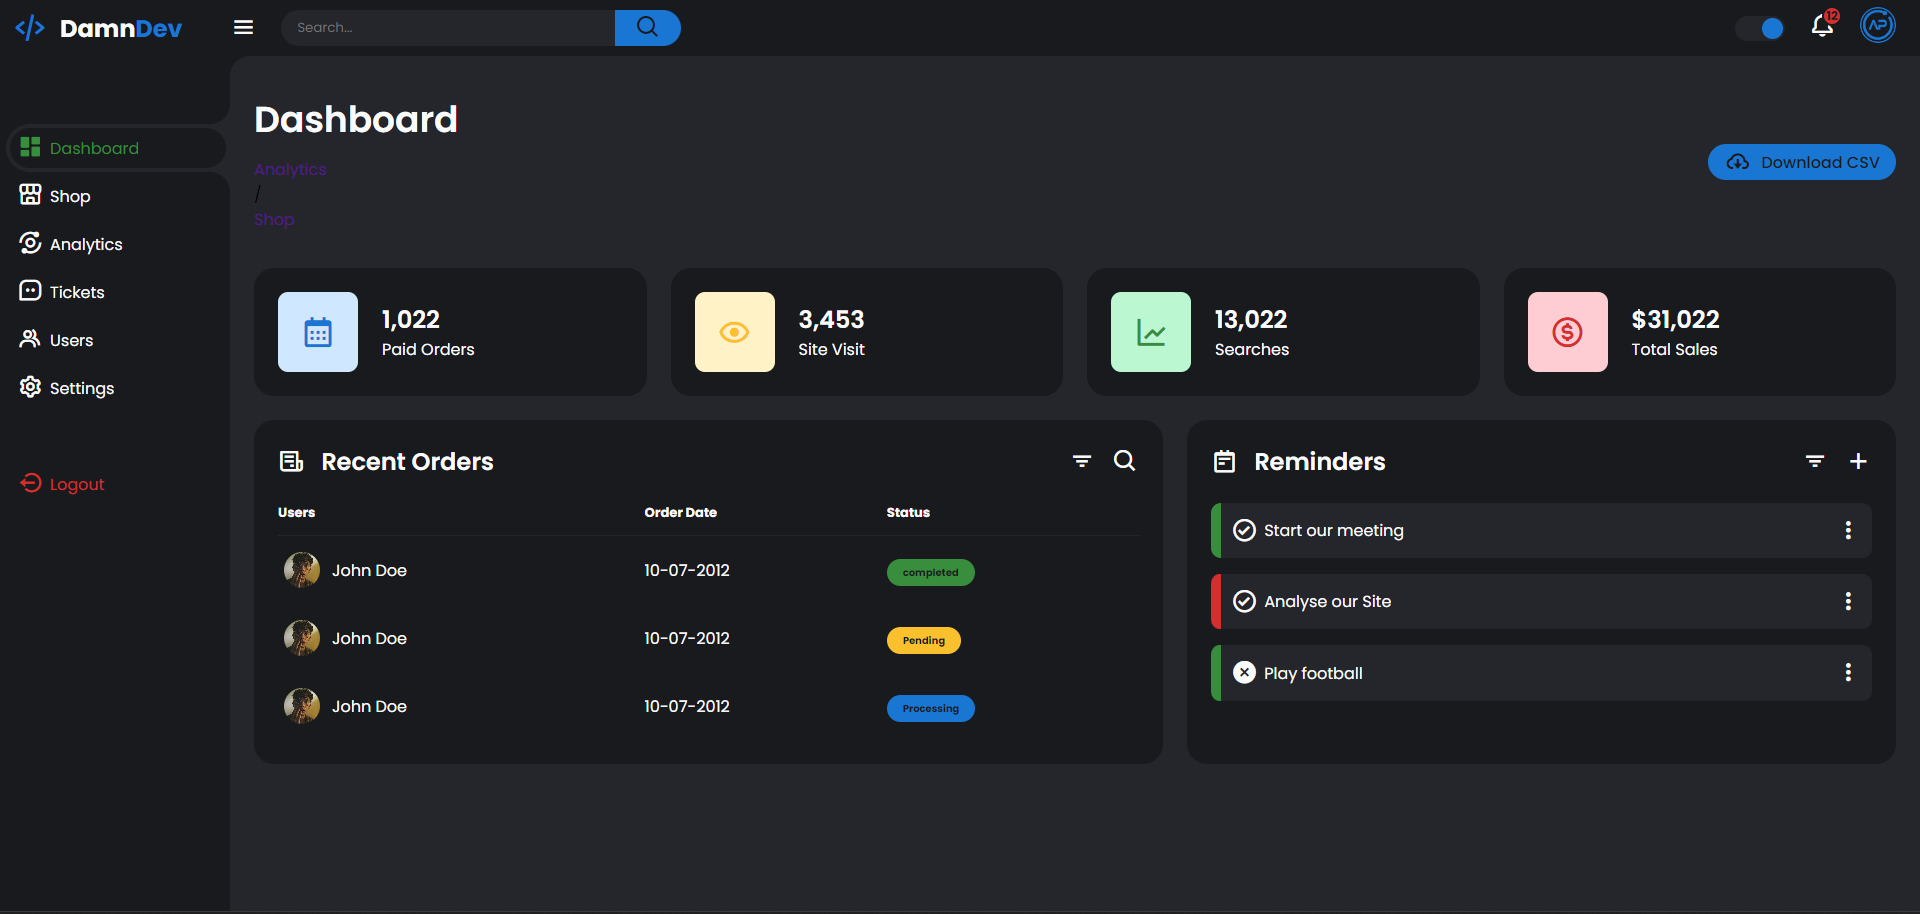 </> DamnDev
Search...
12
AP
Dashboard
Shop
Analytics
Tickets
Users
Settings
Logout
Dashboard
Analytics
/
Shop
Download CSV
1,022
Paid Orders
3,453
Site Visit
13,022
Searches
$31,022
Total Sales
Recent Orders
Users Order Date Status
John Doe 10-07-2012 completed
John Doe 10-07-2012 Pending
John Doe 10-07-2012 Processing
Reminders
Start our meeting
Analyse our Site
Play football